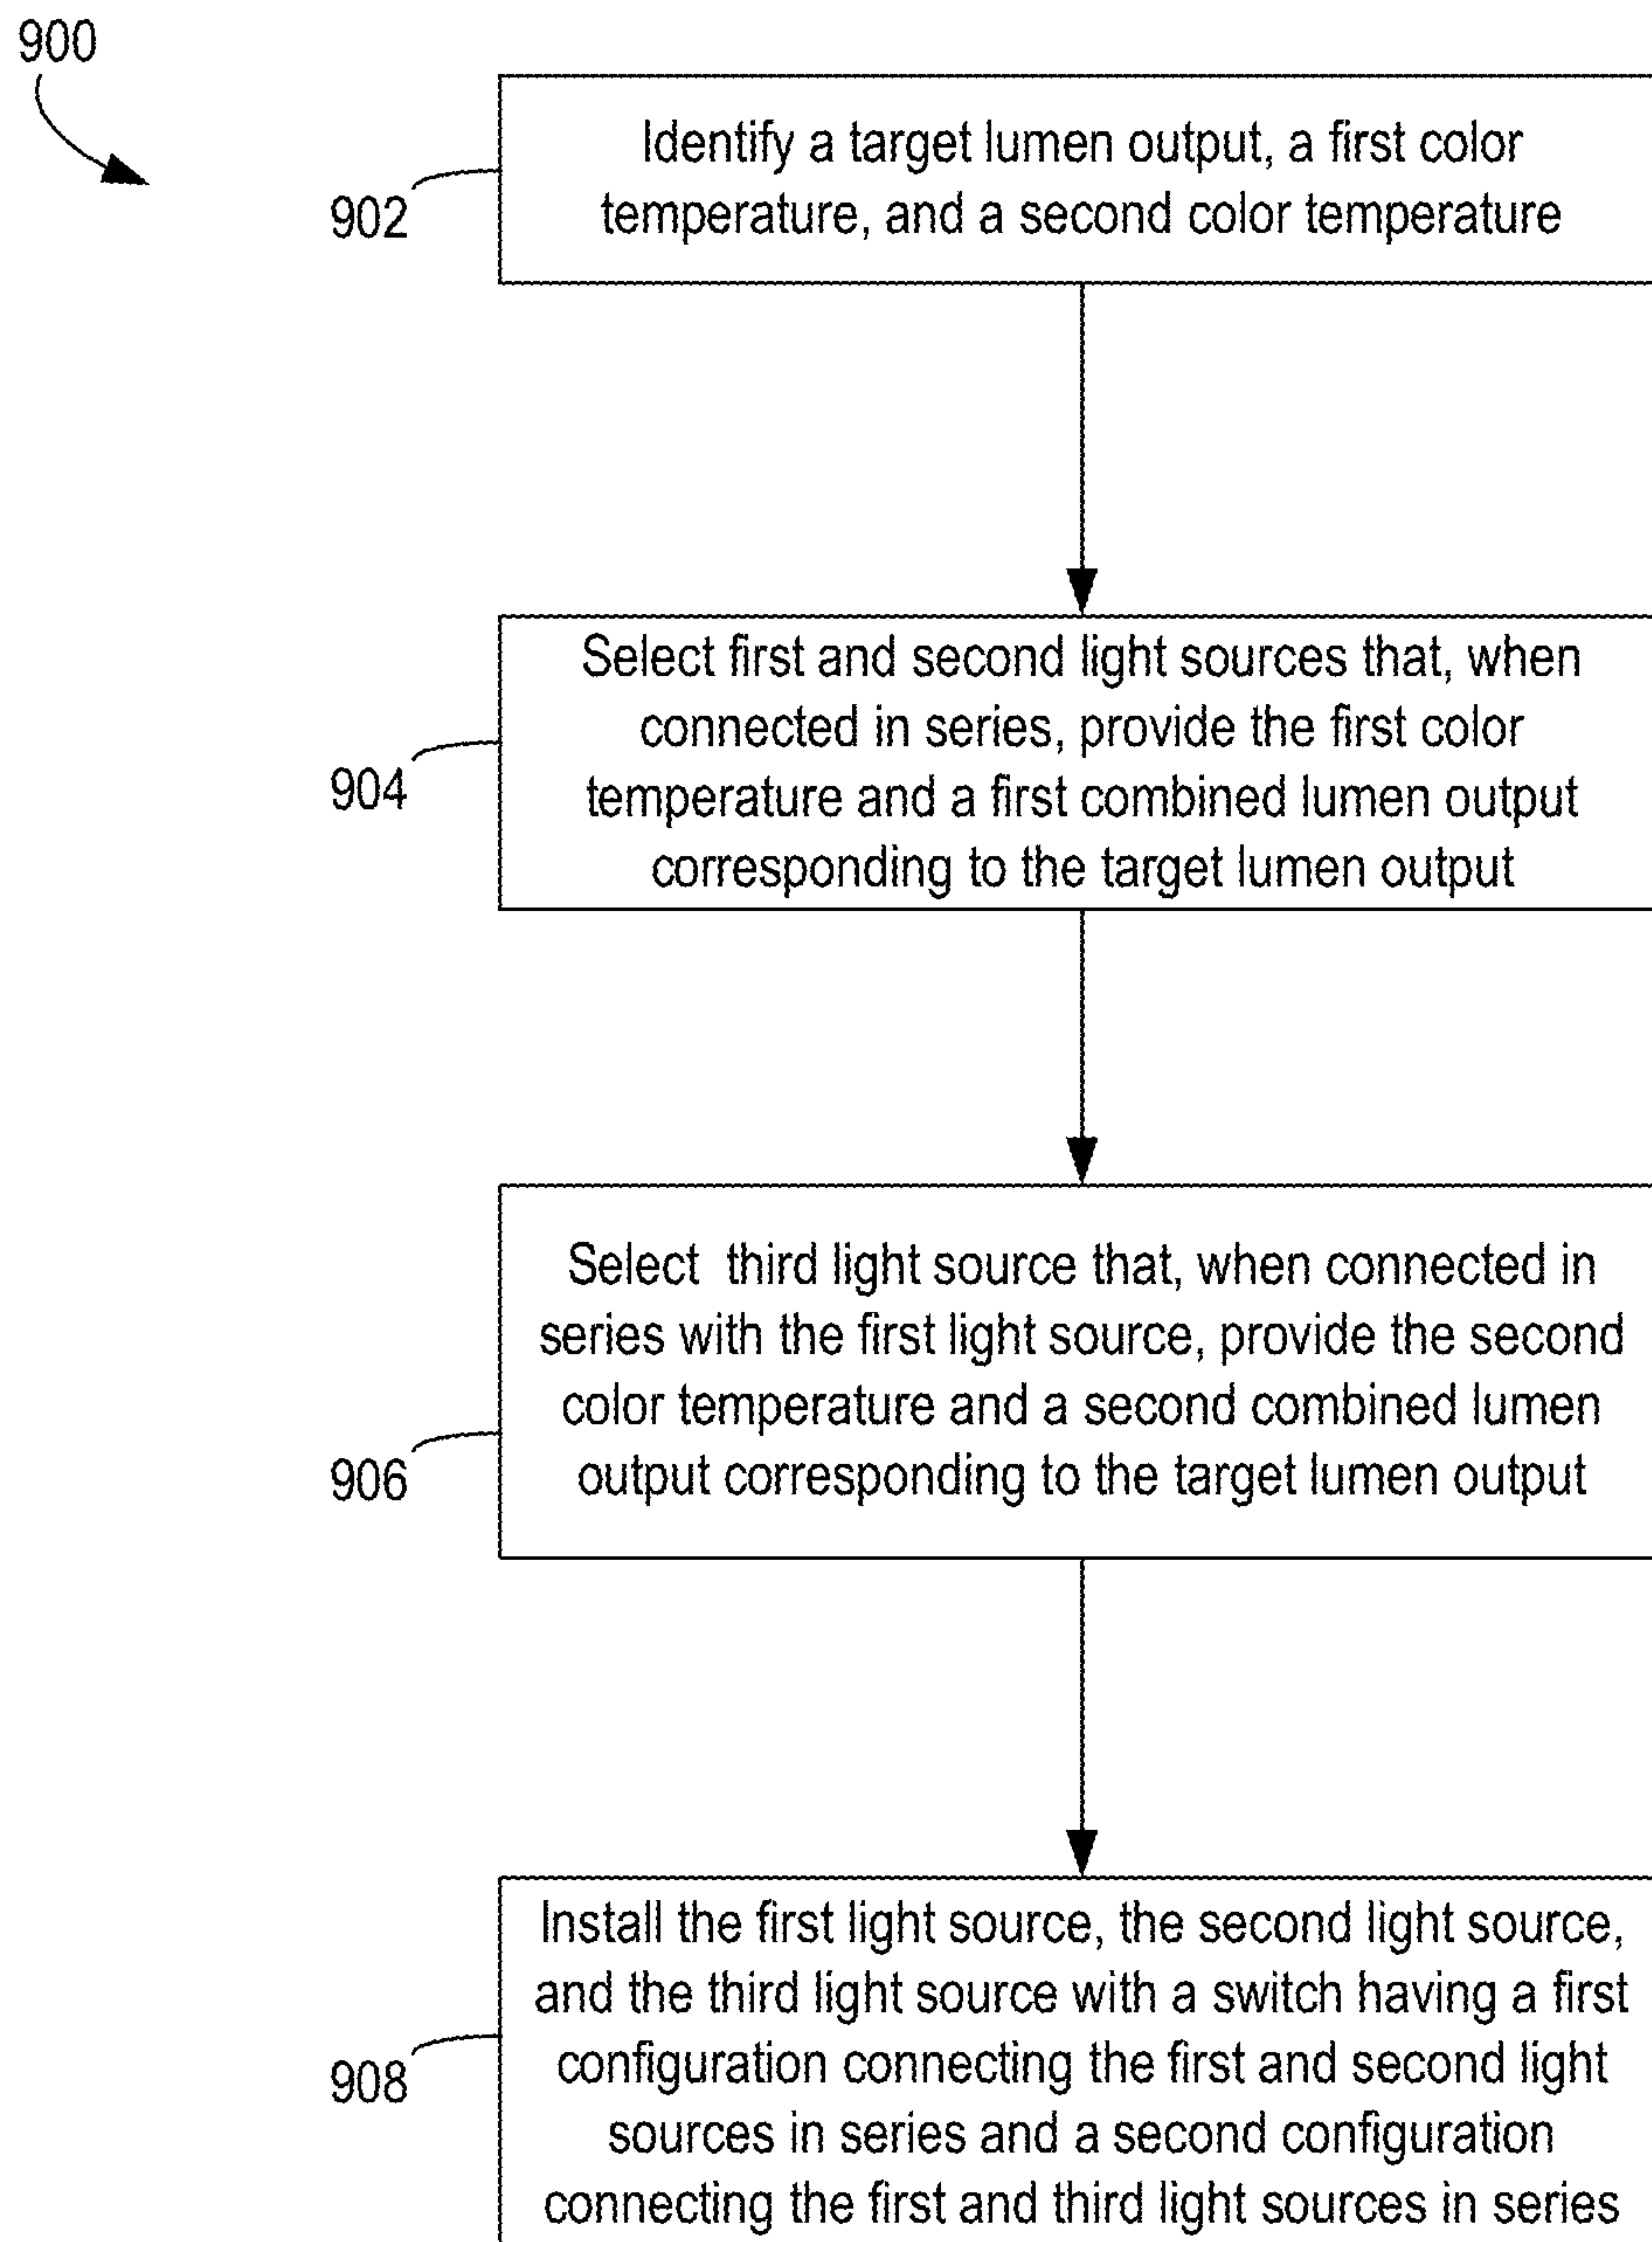 900
Identify a target lumen output, a first color
temperature, and a second color temperature
902
Select first and second light sources that, when
connected in series, provide the first color
temperature and a first combined lumen output
corresponding to the target lumen output
904
Select third light source that, when connected in
series with the first light source, provide the second
color temperature and a second combined lumen
output corresponding to the target lumen output
906
Install the first light source, the second light source,
and the third light source with a switch having a first
configuration connecting the first and second light
sources in series and a second configuration
connecting the first and third light sources in series
908